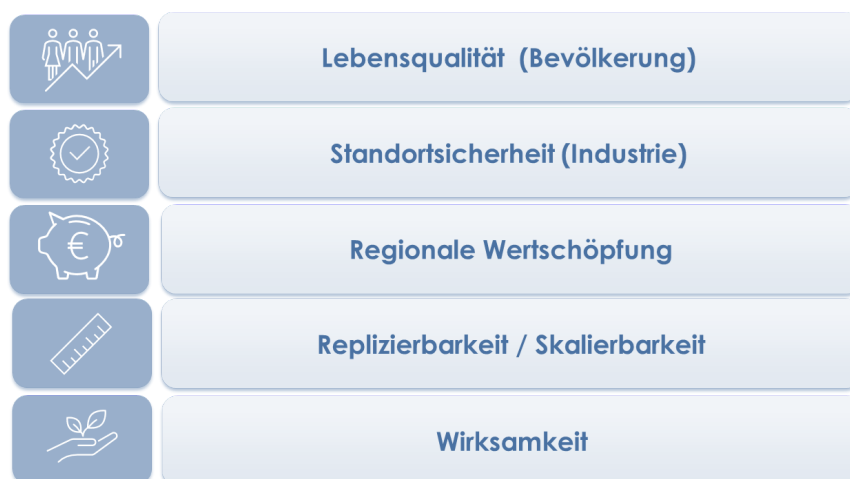 Lebensqualität (Bevölkerung)
Standortsicherheit (Industrie)
€
Regionale Wertschöpfung
Replizierbarkeit / Skalierbarkeit
Wirksamkeit